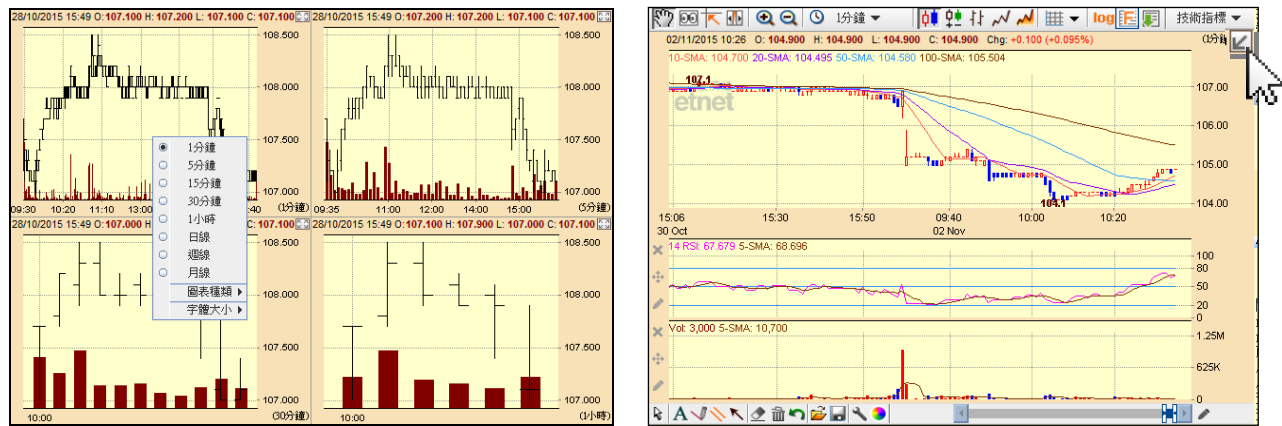 28/10/2015 15:49 O: 107.100 H: 107.200 L: 107.100 C: 107.100
28/10/2015 15:49 O: 107.100 H: 107.200 L: 107.100 C: 107.100
108.500
108.000
107.500
107.000
09:30 10:20 11:10 13:00 :40 (1分鐘)
108.500
108.000
107.500
107.000
09:35 11:00 12:00 14:00 15:00 (5分鐘)
1分鐘
5分鐘
15分鐘
30分鐘
1小時
日線
週線
月線
圖表種類
字體大小
28/10/2015 15:49 O: 107.000 H: 107.100
28/10/2015 15:49 O: 107.100 H: 107.900 L: 107.000 C: 107.100
108.500
108.000
107.500
107.000
10:00 (30分鐘)
108.500
108.000
107.500
107.000
10:00 (1小時)
1分鐘
log
技術指標
02/11/2015 10:26 O: 104.900 H: 104.900 L: 104.900 C: 104.900 Chg: +0.100 (+0.095%)
10-SMA: 104.700 20-SMA: 104.495 50-SMA: 104.580 100-SMA: 105.504
107.1
etnet
107.00
106.00
105.00
104.00
104.1
15:06 15:30 15:50 09:40 10:00 10:20
30 Oct 02 Nov
14 RSI: 67.679 5-SMA: 68.696
100
80
50
20
0
Vol: 3,000 5-SMA: 10,700
1.25M
625K
0
A